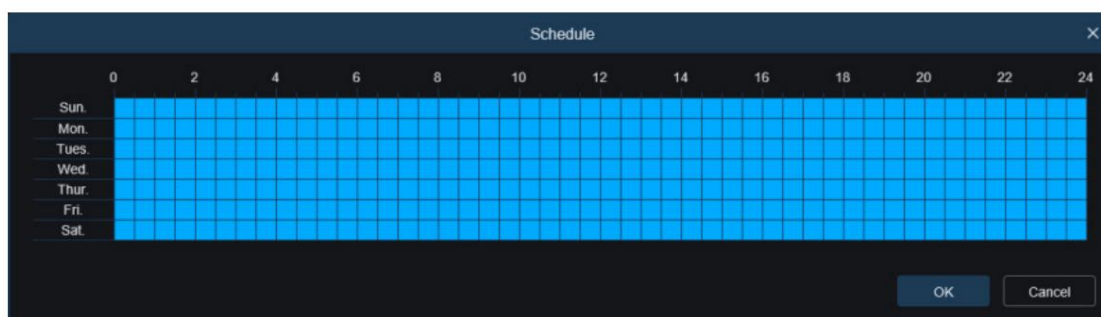 Schedule ×
0 2 4 6 8 10 12 14 16 18 20 22 24
Sun.
Mon.
Tues.
Wed.
Thur.
Fri.
Sat.
OK Cancel